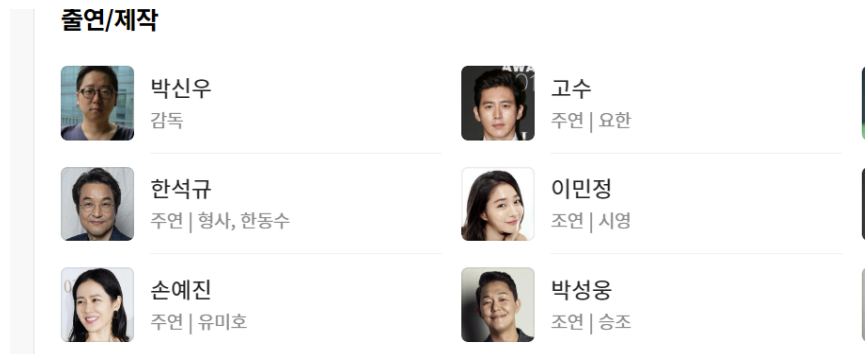 출연/제작
박신우
감독
고수
주연 | 요한
한석규
주연 | 형사, 한동수
이민정
조연 | 시영
손예진
주연 | 유미호
박성웅
조연 | 승조